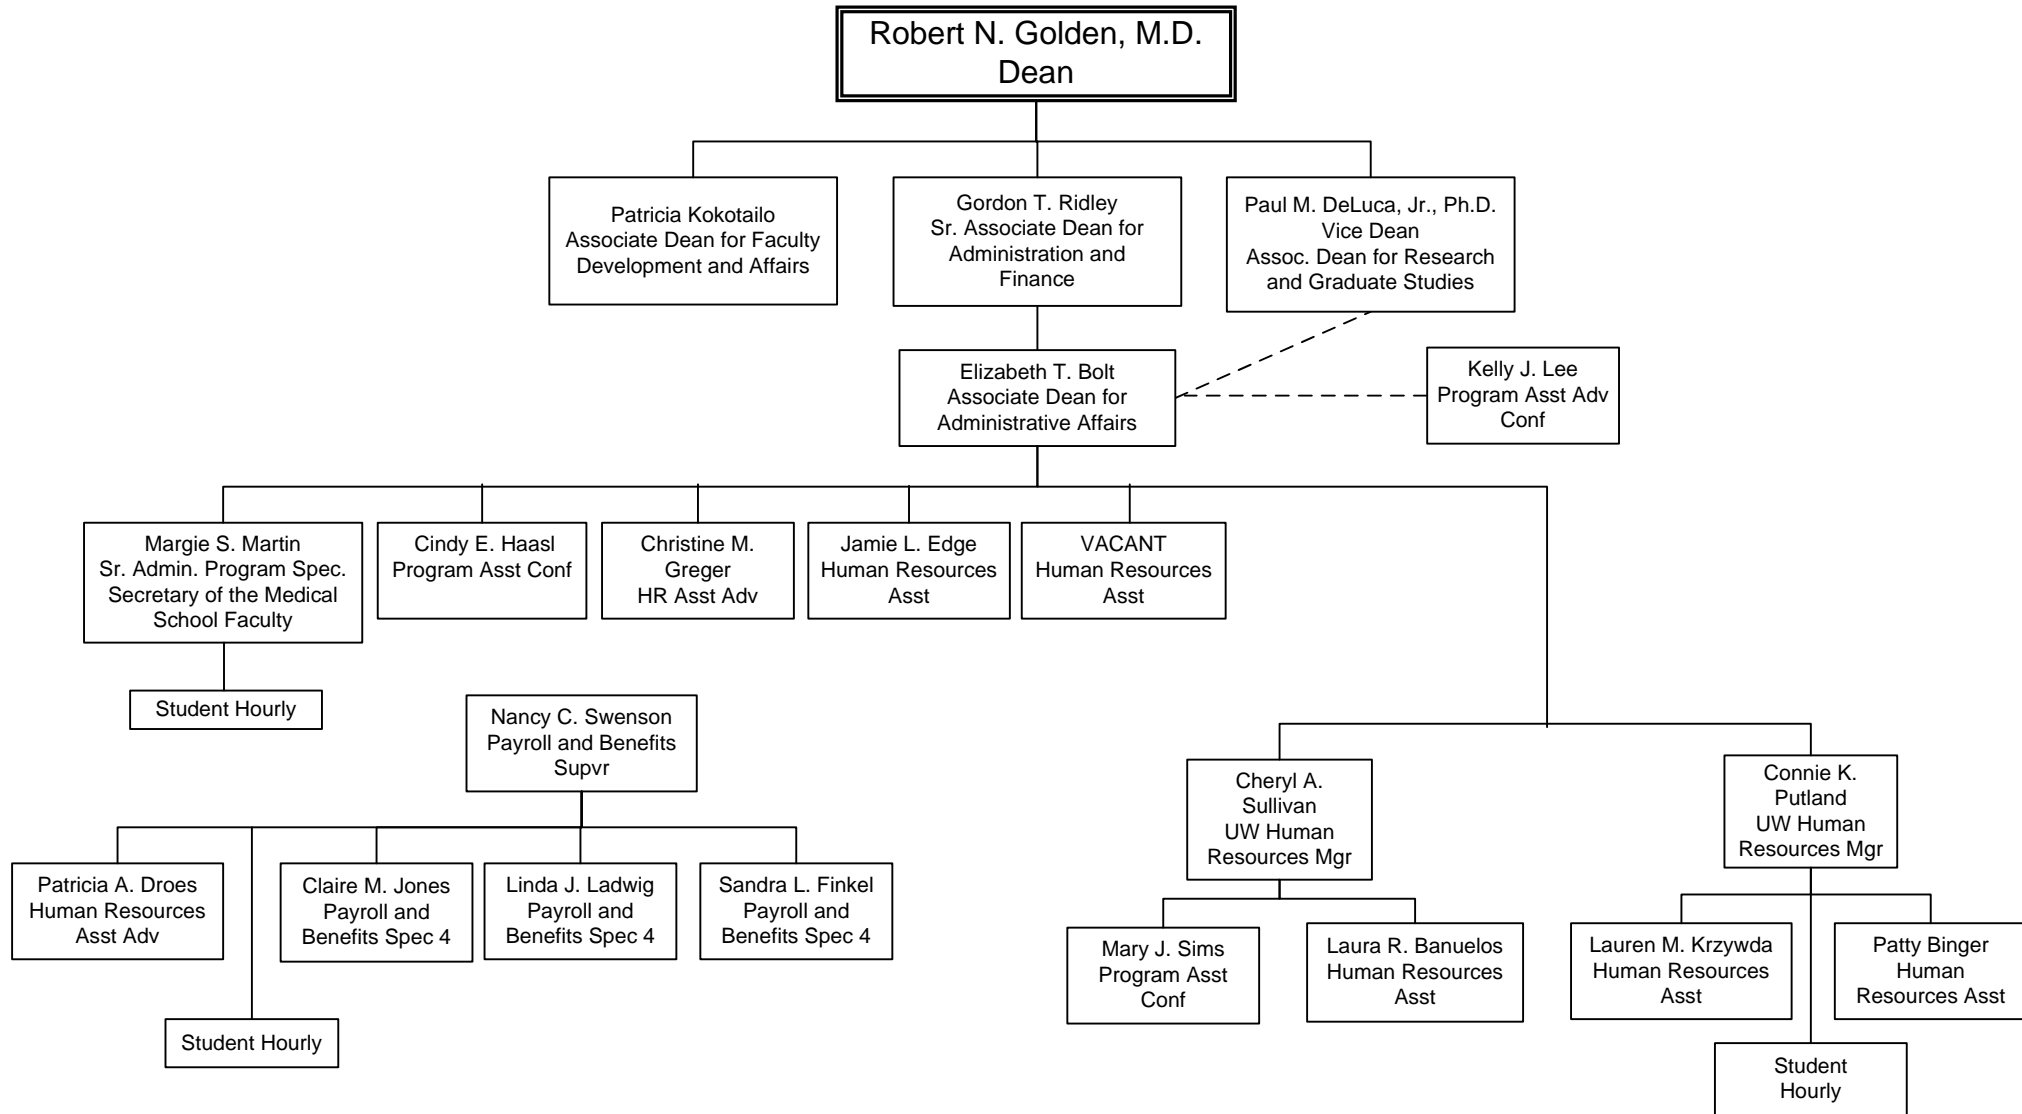 Robert N. Golden, M.D.
Dean
Patricia Kokotailo
Associate Dean for Faculty
Development and Affairs
Gordon T. Ridley
Sr. Associate Dean for
Administration and
Finance
Paul M. DeLuca, Jr., Ph.D.
Vice Dean
Assoc. Dean for Research
and Graduate Studies
Elizabeth T. Bolt
Associate Dean for
Administrative Affairs
Kelly J. Lee
Program Asst Adv
Conf
Margie S. Martin
Sr. Admin. Program Spec.
Secretary of the Medical
School Faculty
Cindy E. Haasl
Program Asst Conf
Christine M.
Greger
HR Asst Adv
Jamie L. Edge
Human Resources
Asst
VACANT
Human Resources
Asst
Student Hourly
Nancy C. Swenson
Payroll and Benefits
Supvr
Cheryl A.
Sullivan
UW Human
Resources Mgr
Connie K.
Putland
UW Human
Resources Mgr
Patricia A. Droes
Human Resources
Asst Adv
Claire M. Jones
Payroll and
Benefits Spec 4
Linda J. Ladwig
Payroll and
Benefits Spec 4
Sandra L. Finkel
Payroll and
Benefits Spec 4
Mary J. Sims
Program Asst
Conf
Laura R. Banuelos
Human Resources
Asst
Lauren M. Krzywda
Human Resources
Asst
Patty Binger
Human
Resources Asst
Student Hourly
Student
Hourly